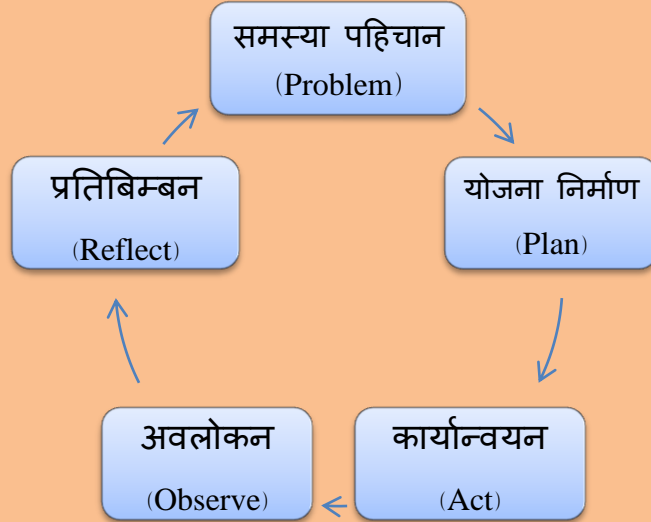 समस्या पहिचान
(Problem)
योजना निर्माण
(Plan)
कार्यान्वयन
(Act)
अवलोकन
(Observe)
प्रतिबिम्बन
(Reflect)